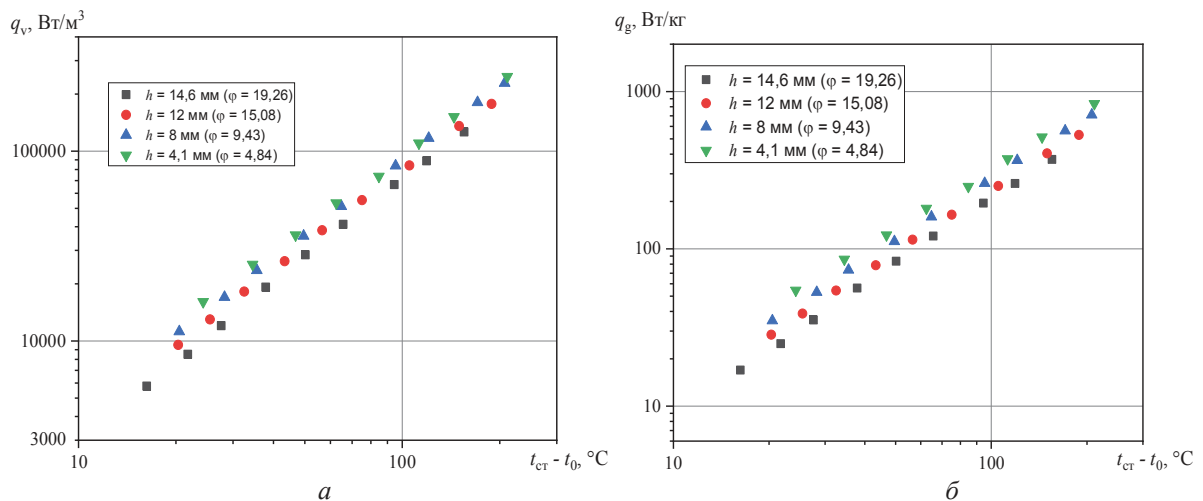 q_v, Вт/м³
400000
h = 14,6 мм (φ = 19,26)
h = 12 мм (φ = 15,08)
h = 8 мм (φ = 9,43)
h = 4,1 мм (φ = 4,84)
100000
10000
3000
10
100
t_ст - t_0, °C
а
q_g, Вт/кг
h = 14,6 мм (φ = 19,26)
h = 12 мм (φ = 15,08)
h = 8 мм (φ = 9,43)
h = 4,1 мм (φ = 4,84)
1000
100
10
10
100
t_ст - t_0, °C
б